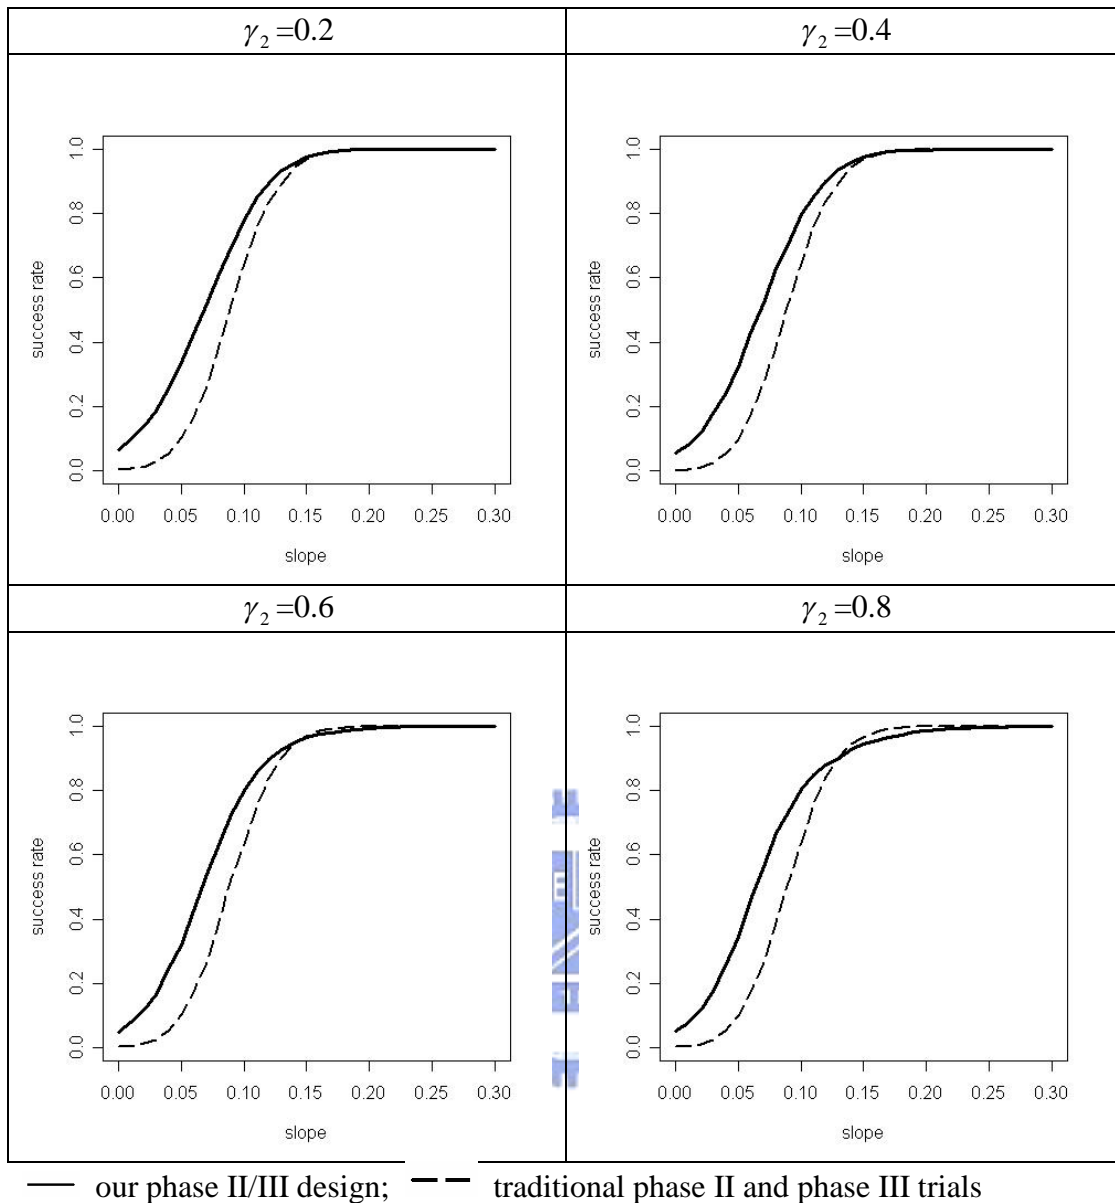 γ₂ =0.2
γ₂ =0.4
success rate
0.0 0.2 0.4 0.6 0.8 1.0
0.00 0.05 0.10 0.15 0.20 0.25 0.30
slope
success rate
0.0 0.2 0.4 0.6 0.8 1.0
0.00 0.05 0.10 0.15 0.20 0.25 0.30
slope
γ₂ =0.6
γ₂ =0.8
success rate
0.0 0.2 0.4 0.6 0.8 1.0
0.00 0.05 0.10 0.15 0.20 0.25 0.30
slope
success rate
0.0 0.2 0.4 0.6 0.8 1.0
0.00 0.05 0.10 0.15 0.20 0.25 0.30
slope
our phase II/III design; traditional phase II and phase III trials